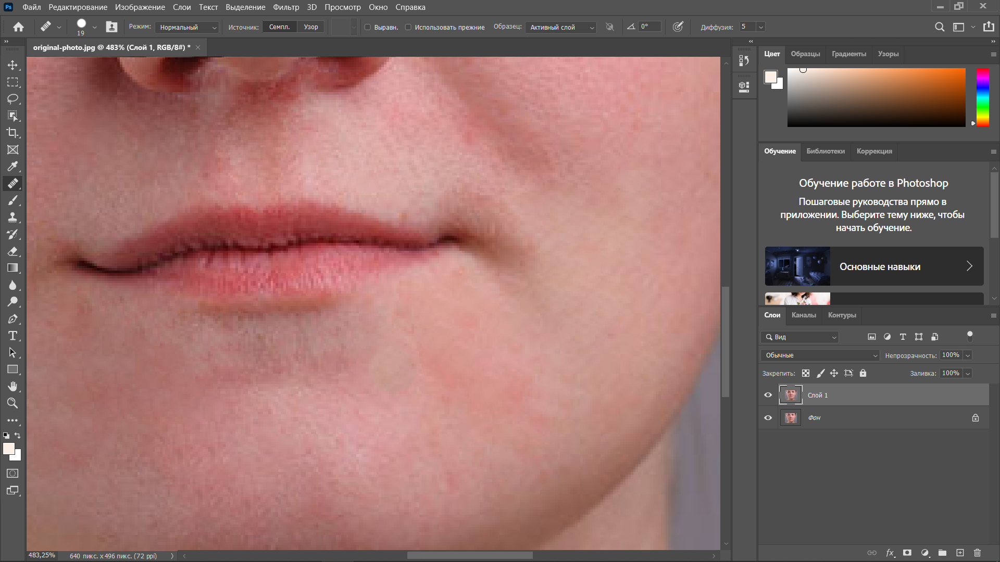 Ps Файл Редактирование Изображение Слои Текст Выделение Фильтр 3D Просмотр Окно Справка
19 Режим: Нормальный Источник: Семпл. Узор Выравн. Использовать прежние Образец: Активный слой 0° Диффузия: 5
original-photo.jpg @ 483% (Слой 1, RGB/8#) *
Цвет Образцы Градиенты Узоры
Обучение Библиотеки Коррекция
Обучение работе в Photoshop
Пошаговые руководства прямо в
приложении. Выберите тему ниже, чтобы
начать обучение.
Основные навыки
Слои Каналы Контуры
Вид
Обычные Непрозрачность: 100%
Закрепить: Заливка: 100%
Слой 1
Фон
483,25% 640 пикс. x 496 пикс. (72 ppi)
fx